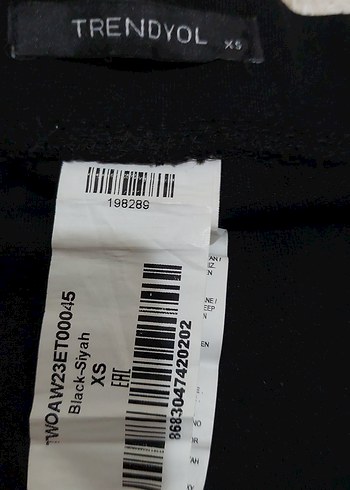 TRENDYOL
XS
198289
TWOAW23ET00045
Black-Siyah
XS
EAC
8683047420202